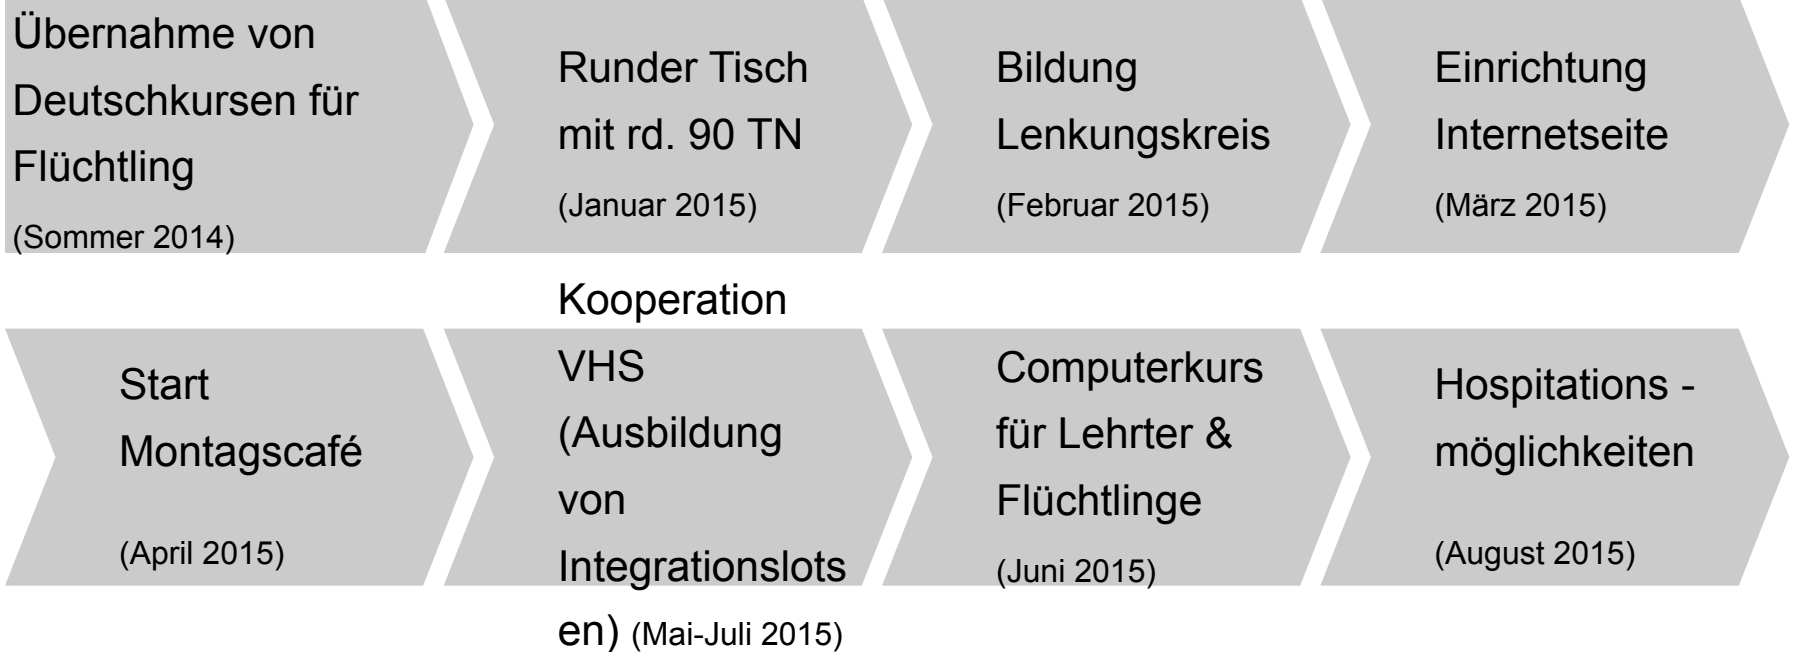 Übernahme von
Deutschkursen für
Flüchtling
(Sommer 2014)
Runder Tisch
mit rd. 90 TN
(Januar 2015)
Bildung
Lenkungskreis
(Februar 2015)
Einrichtung
Internetseite
(März 2015)
Start
Montagscafé
(April 2015)
Kooperation
VHS
(Ausbildung
von
Integrationslots
en) (Mai-Juli 2015)
Computerkurs
für Lehrter &
Flüchtlinge
(Juni 2015)
Hospitations -
möglichkeiten
(August 2015)